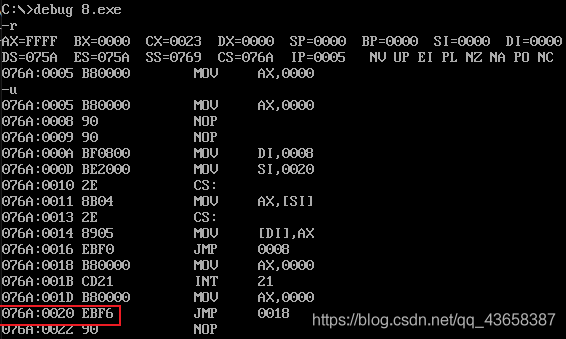 C:\>debug 8.exe
-r
AX=FFFF  BX=0000  CX=0023  DX=0000  SP=0000  BP=0000  SI=0000  DI=0000
DS=075A  ES=075A  SS=0769  CS=076A  IP=0005   NV UP EI PL NZ NA PO NC
076A:0005 B80000        MOV     AX,0000
-u
076A:0005 B80000        MOV     AX,0000
076A:0008 90            NOP
076A:0009 90            NOP
076A:000A BF0800        MOV     DI,0008
076A:000D BE2000        MOV     SI,0020
076A:0010 2E            CS:
076A:0011 8B04          MOV     AX,[SI]
076A:0013 2E            CS:
076A:0014 8905          MOV     [DI],AX
076A:0016 EBF0          JMP     0008
076A:0018 B80000        MOV     AX,0000
076A:001B CD21          INT     21
076A:001D B80000        MOV     AX,0000
076A:0020 EBF6          JMP     0018
076A:0022 90            NOP
https://blog.csdn.net/qq_43658387